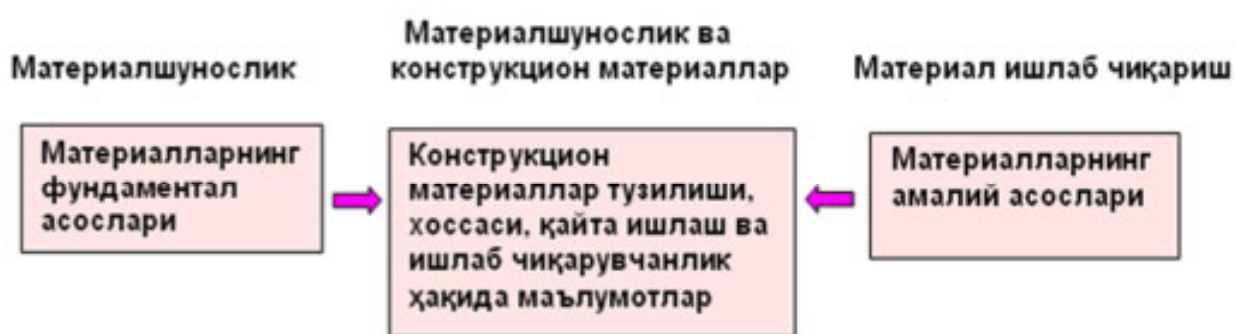 Материалшунослик
Материалшунослик ва
конструкцион материаллар
Материал ишлаб чиқариш
Материалларнинг
фундаментал
асослари
Конструкцион
материаллар тузилиши,
хоссаси, қайта ишлаш ва
ишлаб чиқарувчанлик
ҳақида маълумотлар
Материалларнинг
амалий асослари